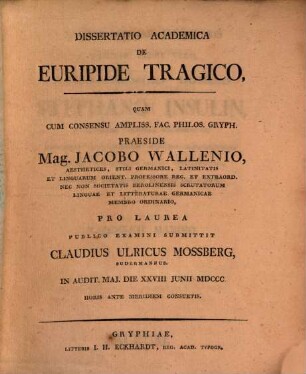 DISSERTATIO ACADEMICA
DE
EURIPIDE TRAGICO,
QUAM
CUM CONSENSU AMPLISS. FAC. PHILOS. GRYPH.
PRAESIDE
Mag. JACOBO WALLENIO,
AESTHETICES, STILI GERMANICI, LATINITATIS
ET LINGUARUM ORIENT. PROFESSORE REG. ET EXTRAORD.
NEC NON SOCIETATIS BEROLINENSIS SCRUTATORUM
LINGUAE ET LITTERATURAE GERMANICAE
MEMBRO ORDINARIO,
PRO LAUREA
PUBLICO EXAMINI SUBMITTIT
CLAUDIUS ULRICUS MOSSBERG,
SUDERMANNUS.
IN AUDIT. MAJ. DIE XXVIII JUNII MDCCC.
HORIS ANTE MERIDIEM CONSUETIS.
GRYPHIAE,
LITTERIS I. H. ECKHARDT, REG. ACAD. TYPOGR.